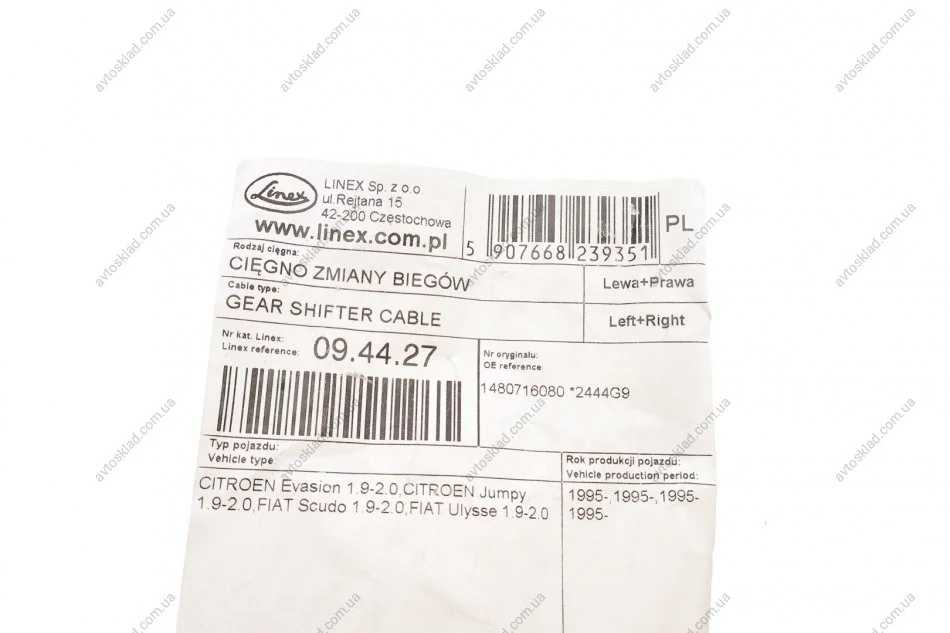 Linex
LINEX Sp. z o.o
ul.Rejtana 15
42-200 Częstochowa
www.linex.com.pl
5 907668 239351
PL
Rodzaj cięgna:
CIĘGNO ZMIANY BIEGÓW
Lewa+Prawa
Cable type:
GEAR SHIFTER CABLE
Left+Right
Nr kat. Linex:
Linex reference:
09.44.27
Nr oryginału:
OE reference:
1480716080 *2444G9
Typ pojazdu:
Vehicle type:
Rok produkcji pojazdu:
Vehicle production period:
CITROEN Evasion 1.9-2.0,CITROEN Jumpy
1.9-2.0,FIAT Scudo 1.9-2.0,FIAT Ulysse 1.9-2.0
1995-,1995-,1995-
1995-
avtosklad.com.ua